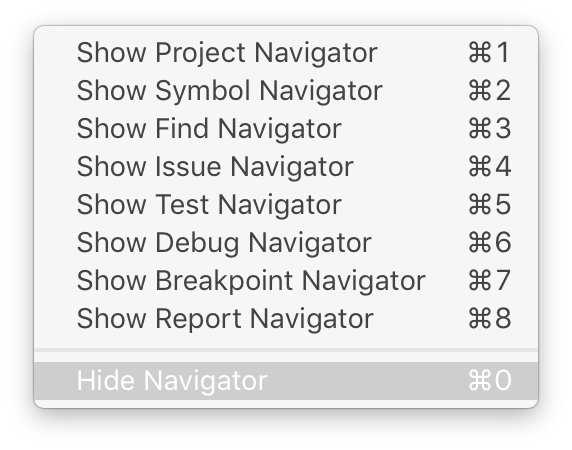 Show Project Navigator ⌘1
Show Symbol Navigator ⌘2
Show Find Navigator ⌘3
Show Issue Navigator ⌘4
Show Test Navigator ⌘5
Show Debug Navigator ⌘6
Show Breakpoint Navigator ⌘7
Show Report Navigator ⌘8
Hide Navigator ⌘0